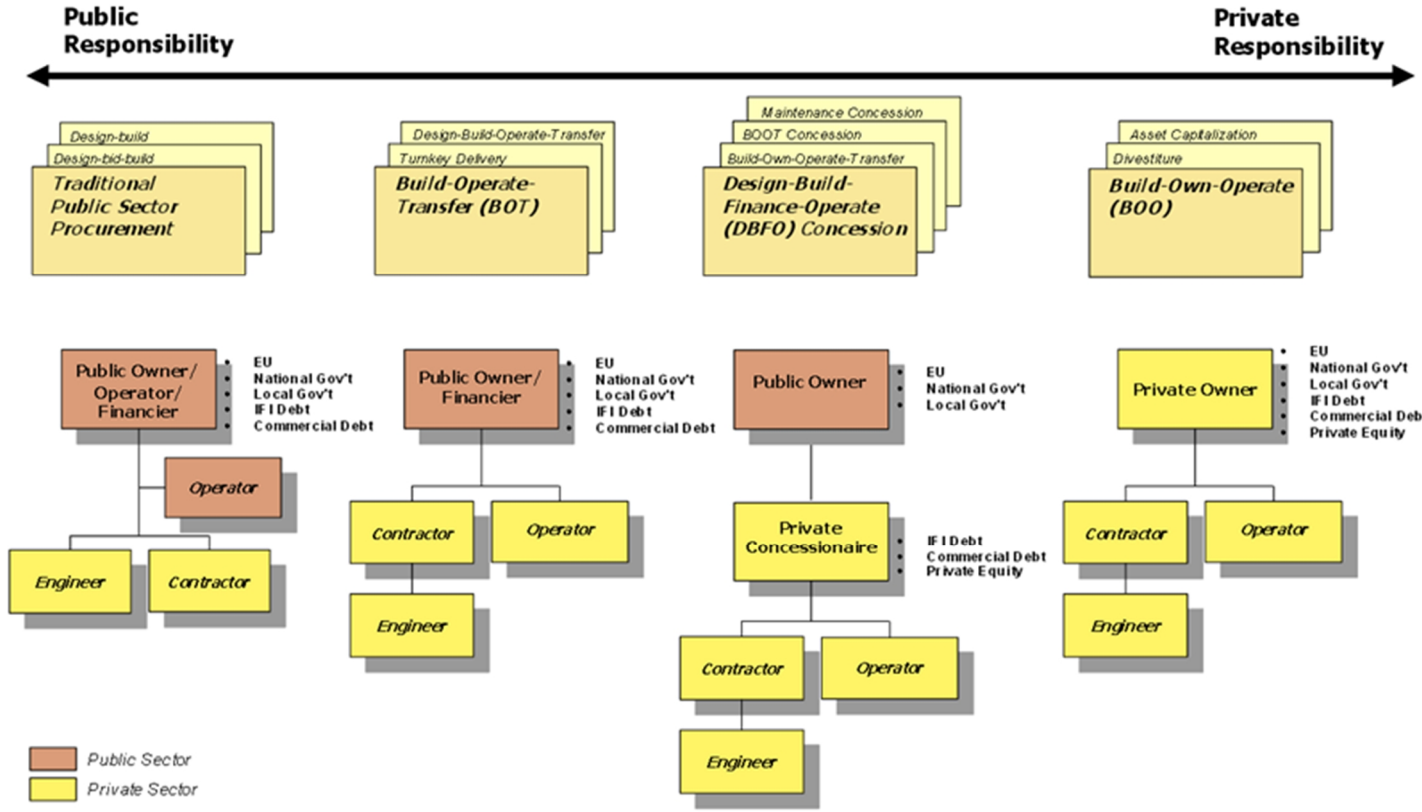 Public
Responsibility
Private
Responsibility
Design-build
Design-bid-build
Traditional
Public Sector
Procurement
Design-Build-Operate-Transfer
Turnkey Delivery
Build-Operate-
Transfer (BOT)
Maintenance Concession
BOOT Concession
Build-Own-Operate-Transfer
Design-Build-
Finance-Operate
(DBFO) Concession
Asset Capitalization
Divestiture
Build-Own-Operate
(BOO)
Public Owner/
Operator/
Financier
• EU
• National Gov't
• Local Gov't
• IFI Debt
• Commercial Debt
Operator
Engineer
Contractor
Public Owner/
Financier
• EU
• National Gov't
• Local Gov't
• IFI Debt
• Commercial Debt
Contractor
Operator
Engineer
Public Owner
• EU
• National Gov't
• Local Gov't
Private
Concessionaire
• IFI Debt
• Commercial Debt
• Private Equity
Contractor
Operator
Engineer
Private Owner
• EU
• National Gov't
• Local Gov't
• IFI Debt
• Commercial Deb
• Private Equity
Contractor
Operator
Engineer
Public Sector
Private Sector